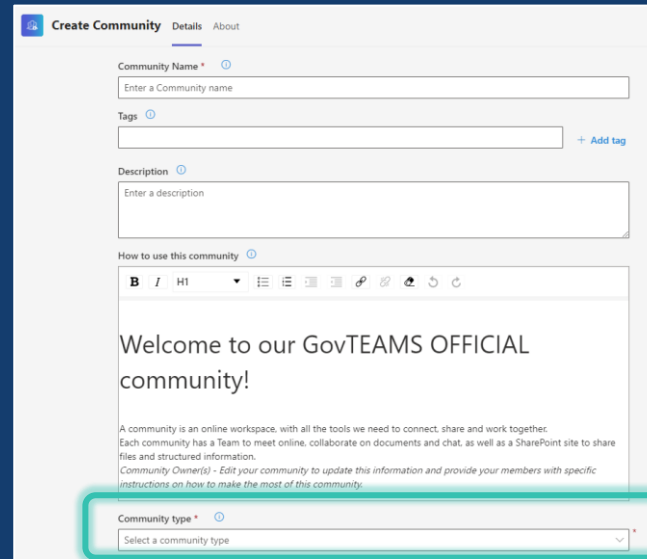 Create Community Details About
Community Name *
Enter a Community name
Tags
+ Add tag
Description
Enter a description
How to use this community
B I H1
Welcome to our GovTEAMS OFFICIAL
community!
A community is an online workspace, with all the tools we need to connect, share and work together.
Each community has a Team to meet online, collaborate on documents and chat, as well as a SharePoint site to share
files and structured information.
Community Owner(s) - Edit your community to update this information and provide your members with specific
instructions on how to make the most of this community.
Community type *
Select a community type *